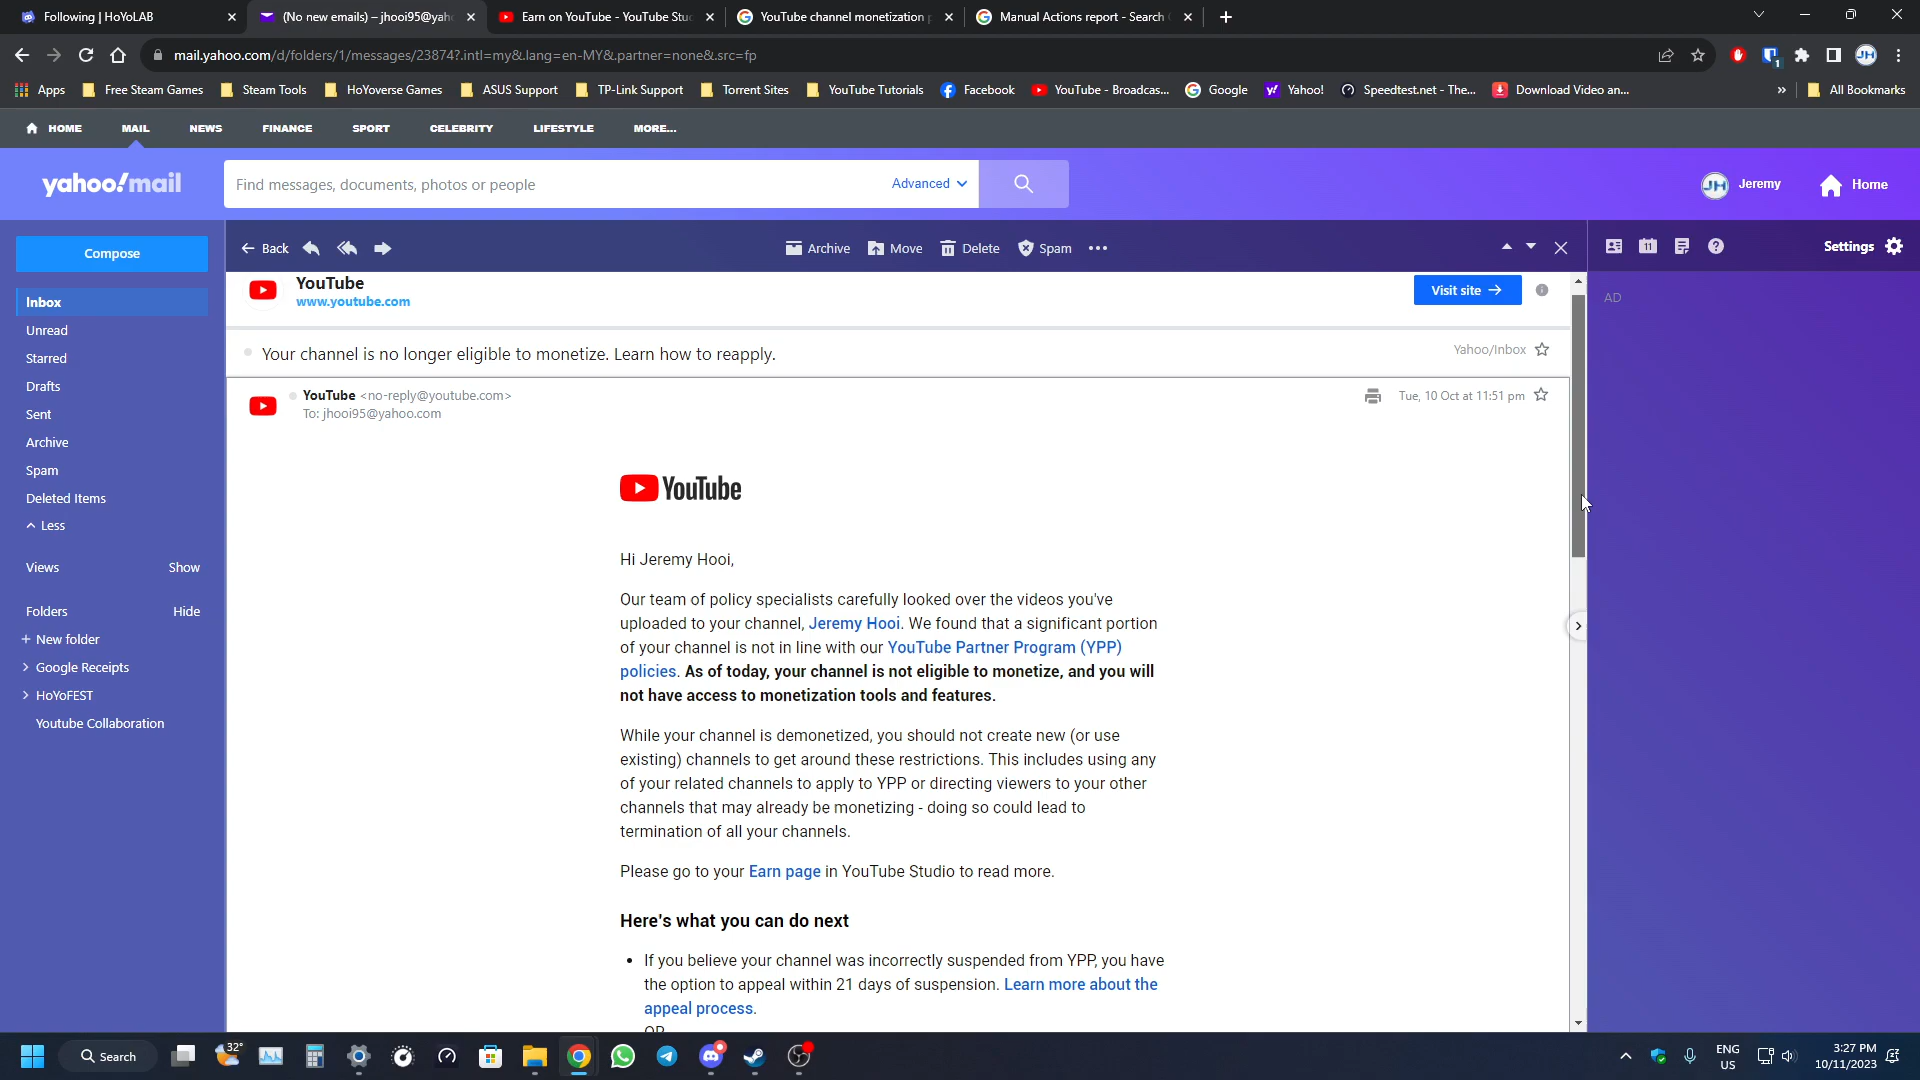 Following | HoYoLAB
(No new emails) – jhooi95@yah
Earn on YouTube - YouTube Stu
YouTube channel monetization
Manual Actions report - Search
mail.yahoo.com/d/folders/1/messages/23874?.intl=my&.lang=en-MY&.partner=none&.src=fp
Apps
Free Steam Games
Steam Tools
HoYoverse Games
ASUS Support
TP-Link Support
Torrent Sites
YouTube Tutorials
Facebook
YouTube - Broadcas...
Google
Yahoo!
Speedtest.net - The...
Download Video an...
»
All Bookmarks
HOME
MAIL
NEWS
FINANCE
SPORT
CELEBRITY
LIFESTYLE
MORE...
yahoo!mail
Find messages, documents, photos or people
Advanced
JH
Jeremy
Home
Compose
Back
Archive
Move
Delete
Spam
11
Settings
Inbox
Unread
Starred
Drafts
Sent
Archive
Spam
Deleted Items
Less
Views
Show
Folders
Hide
New folder
Google Receipts
HoYoFEST
Youtube Collaboration
YouTube
www.youtube.com
Visit site
AD
Your channel is no longer eligible to monetize. Learn how to reapply.
Yahoo/Inbox
YouTube <no-reply@youtube.com>
To: jhooi95@yahoo.com
Tue, 10 Oct at 11:51 pm
YouTube
Hi Jeremy Hooi,
Our team of policy specialists carefully looked over the videos you've
uploaded to your channel, Jeremy Hooi. We found that a significant portion
of your channel is not in line with our YouTube Partner Program (YPP)
policies. As of today, your channel is not eligible to monetize, and you will
not have access to monetization tools and features.
While your channel is demonetized, you should not create new (or use
existing) channels to get around these restrictions. This includes using any
of your related channels to apply to YPP or directing viewers to your other
channels that may already be monetizing - doing so could lead to
termination of all your channels.
Please go to your Earn page in YouTube Studio to read more.
Here's what you can do next
• If you believe your channel was incorrectly suspended from YPP, you have
the option to appeal within 21 days of suspension. Learn more about the
appeal process.
OR
Search
32°
ENG
US
3:27 PM
10/11/2023